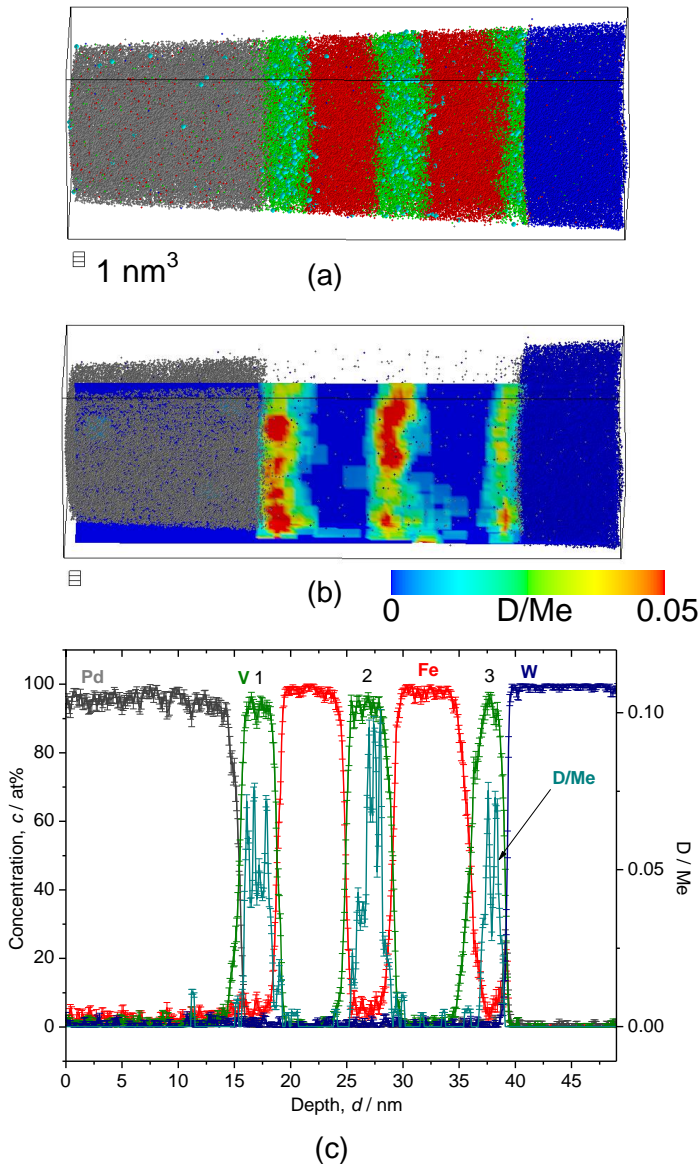 1 nm³
(a)
(b)
0 D/Me 0.05
Pd V 1 2 Fe 3 W
100
80
60
40
20
0
Concentration, c / at%
D/Me
0.10
0.05
0.00
D / Me
0 5 10 15 20 25 30 35 40 45
Depth, d / nm
(c)